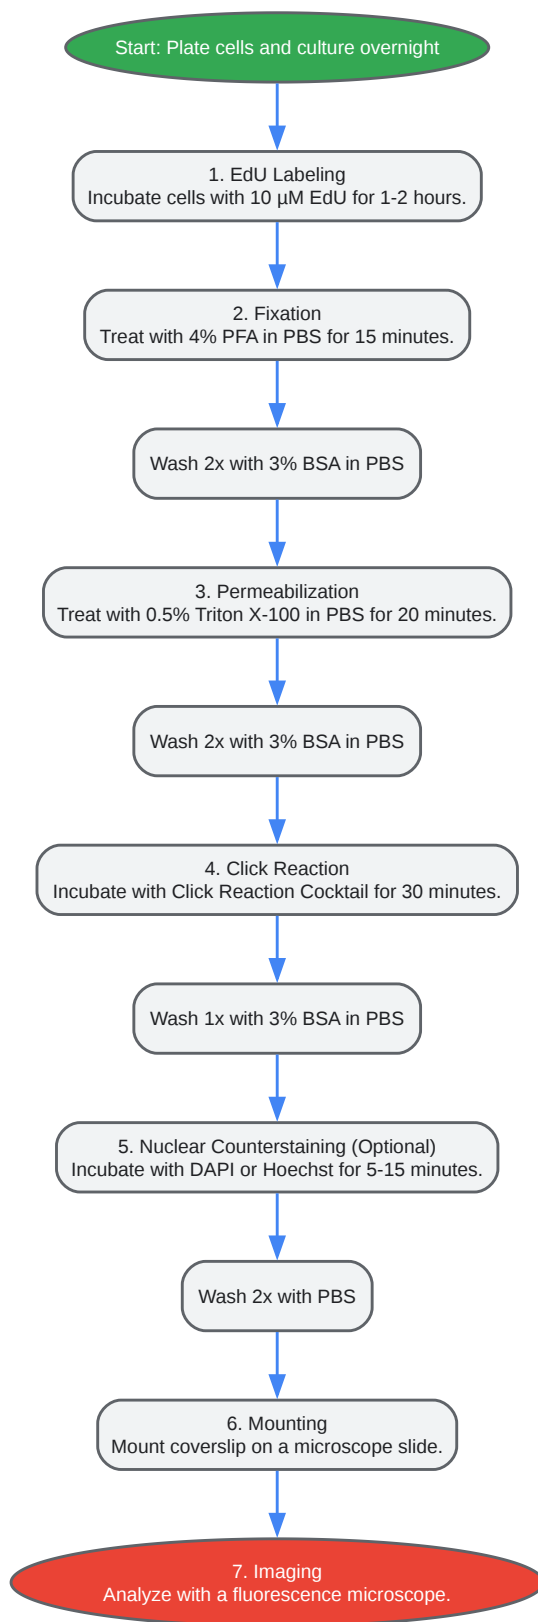 Start: Plate cells and culture overnight
1. EdU Labeling
Incubate cells with 10 µM EdU for 1-2 hours.
2. Fixation
Treat with 4% PFA in PBS for 15 minutes.
Wash 2x with 3% BSA in PBS
3. Permeabilization
Treat with 0.5% Triton X-100 in PBS for 20 minutes.
Wash 2x with 3% BSA in PBS
4. Click Reaction
Incubate with Click Reaction Cocktail for 30 minutes.
Wash 1x with 3% BSA in PBS
5. Nuclear Counterstaining (Optional)
Incubate with DAPI or Hoechst for 5-15 minutes.
Wash 2x with PBS
6. Mounting
Mount coverslip on a microscope slide.
7. Imaging
Analyze with a fluorescence microscope.